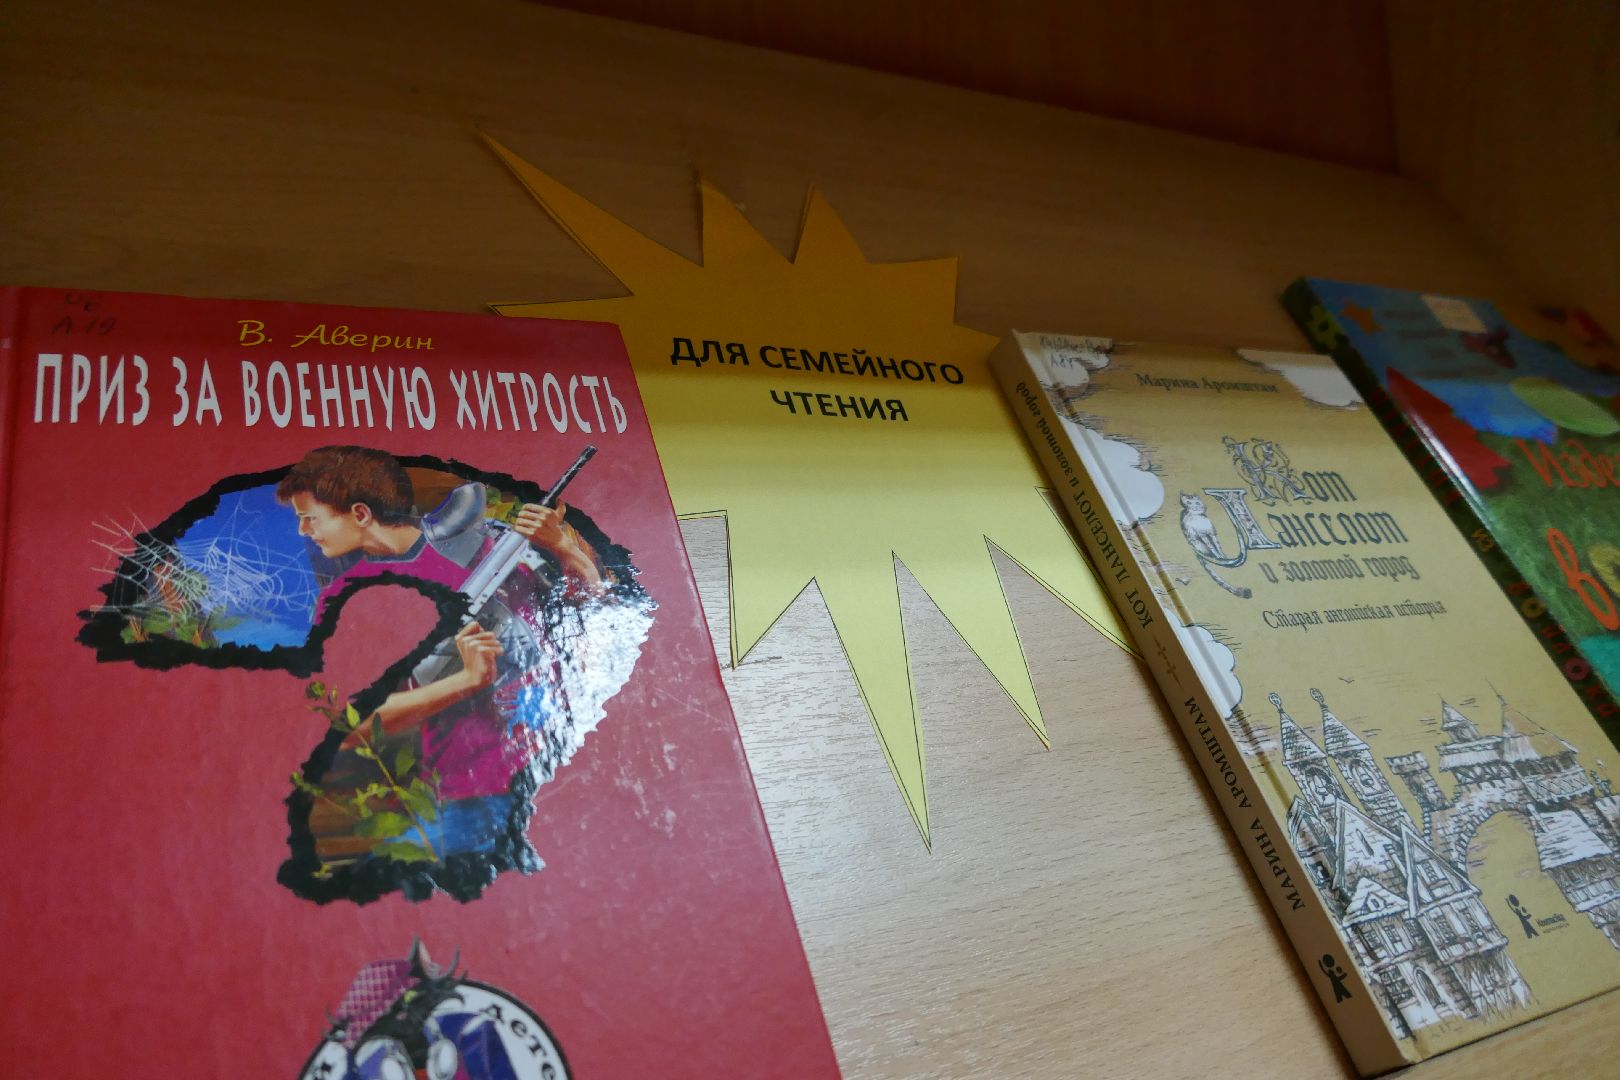 В. Аверин
ПРИЗ ЗА ВОЕННУЮ ХИТРОСТЬ
ДЛЯ СЕМЕЙНОГО
ЧТЕНИЯ
Марина Аромштам
Кот
Ланселот
и золотой город
Старая английская история
МАРИНА АРОМШТАМ КОТ ЛАНСЕЛОТ и золотой город
КомпасГид